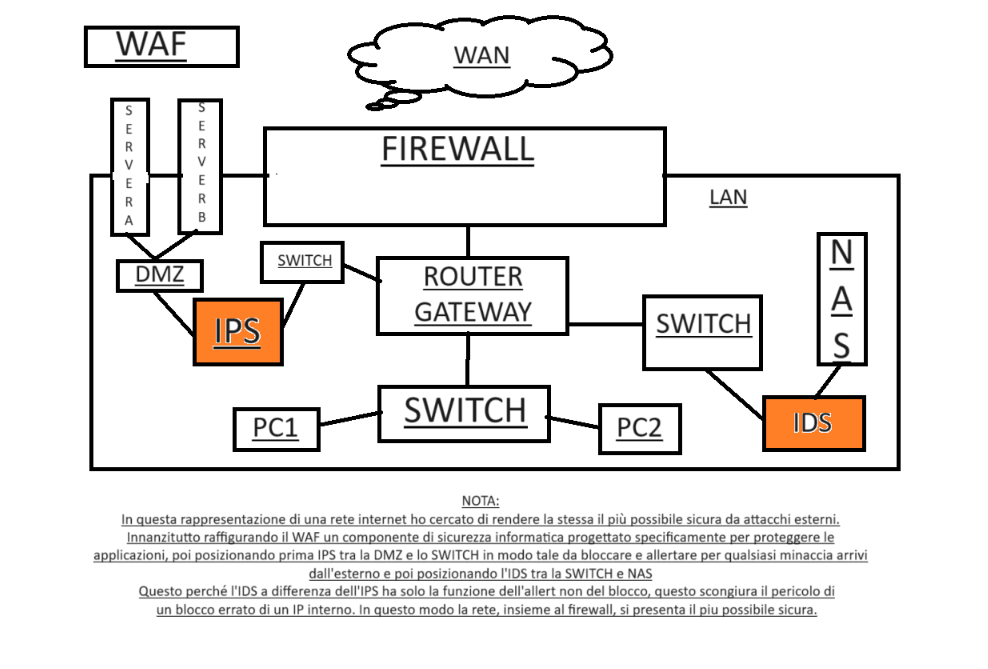 WAF
WAN
SERVER A
SERVER B
FIREWALL
LAN
DMZ
SWITCH
ROUTER
GATEWAY
NAS
IPS
SWITCH
SWITCH
PC1
PC2
IDS
NOTA:
In questa rappresentazione di una rete internet ho cercato di rendere la stessa il più possibile sicura da attacchi esterni.
Innanzitutto raffigurando il WAF un componente di sicurezza informatica progettato specificamente per proteggere le
applicazioni, poi posizionando prima IPS tra la DMZ e lo SWITCH in modo tale da bloccare e allertare per qualsiasi minaccia arrivi
dall'esterno e poi posizionando l'IDS tra la SWITCH e NAS
Questo perché l'IDS a differenza dell'IPS ha solo la funzione dell'allert non del blocco, questo scongiura il pericolo di
un blocco errato di un IP interno. In questo modo la rete, insieme al firewall, si presenta il piu possibile sicura.